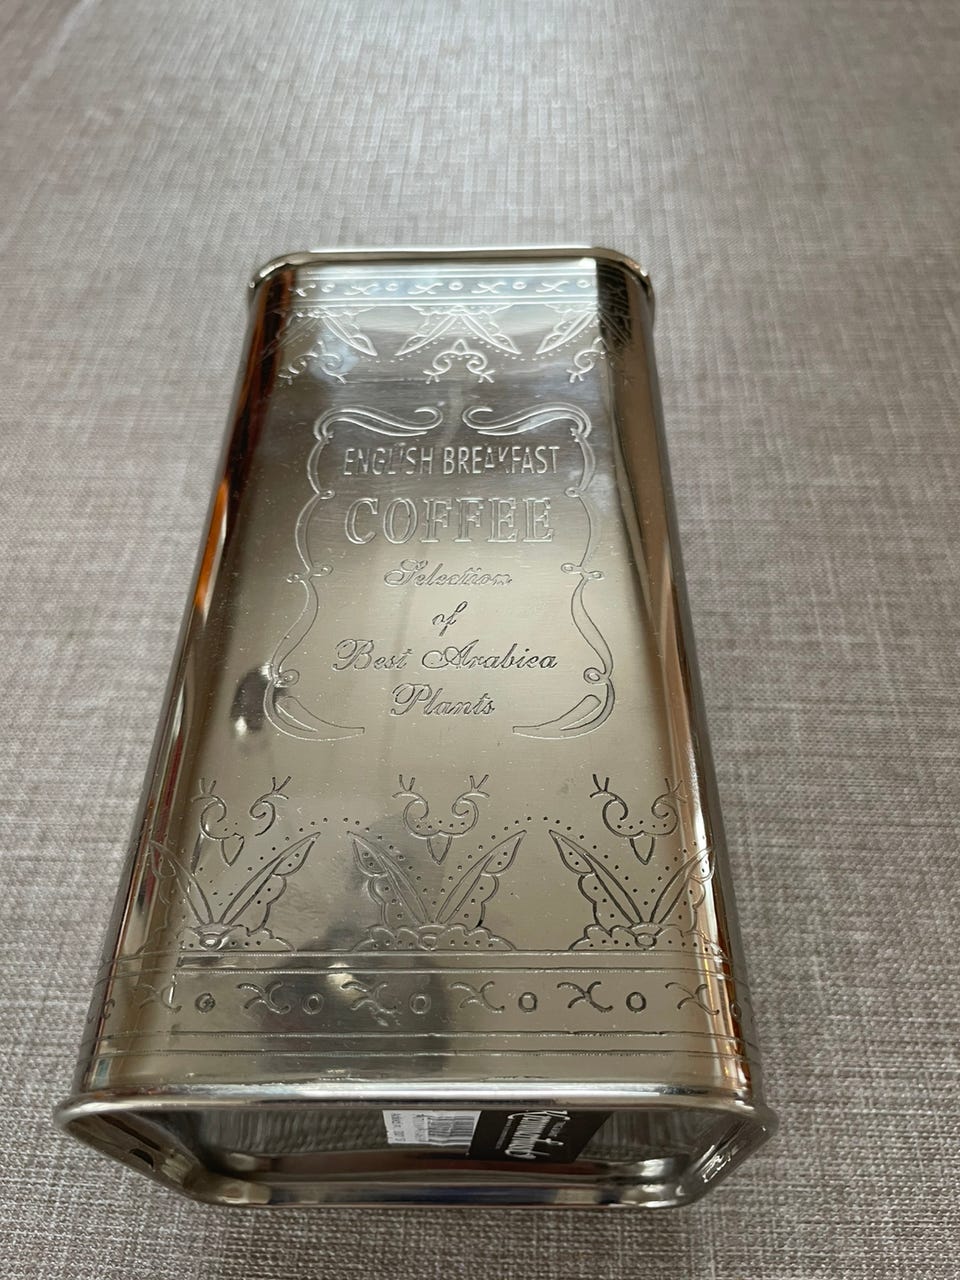 ENGLISH BREAKFAST
COFFEE
Selection
of
Best Arabica
Plants